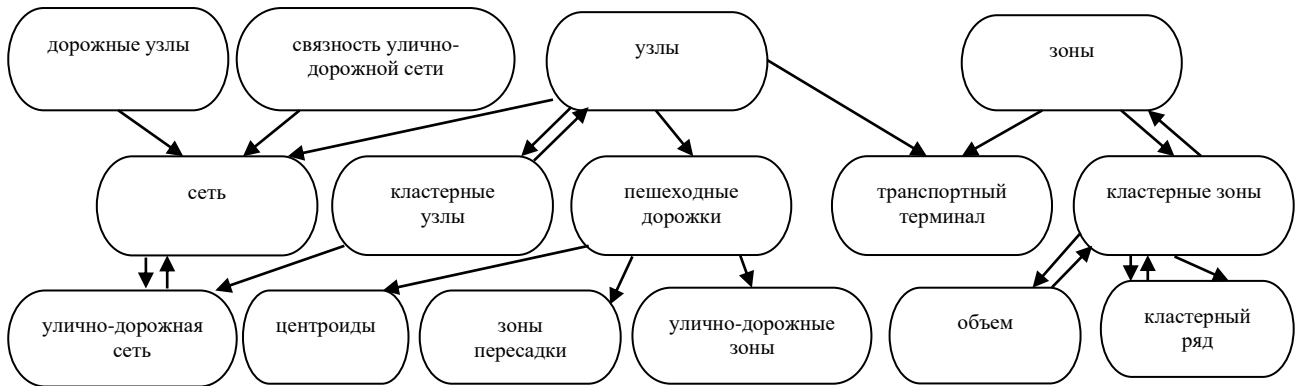 дорожные узлы
связность улично-
дорожной сети
узлы
зоны
сеть
кластерные
узлы
пешеходные
дорожки
транспортный
терминал
кластерные зоны
улично-дорожная
сеть
центроиды
зоны
пересадки
улично-дорожные
зоны
объем
кластерный
ряд